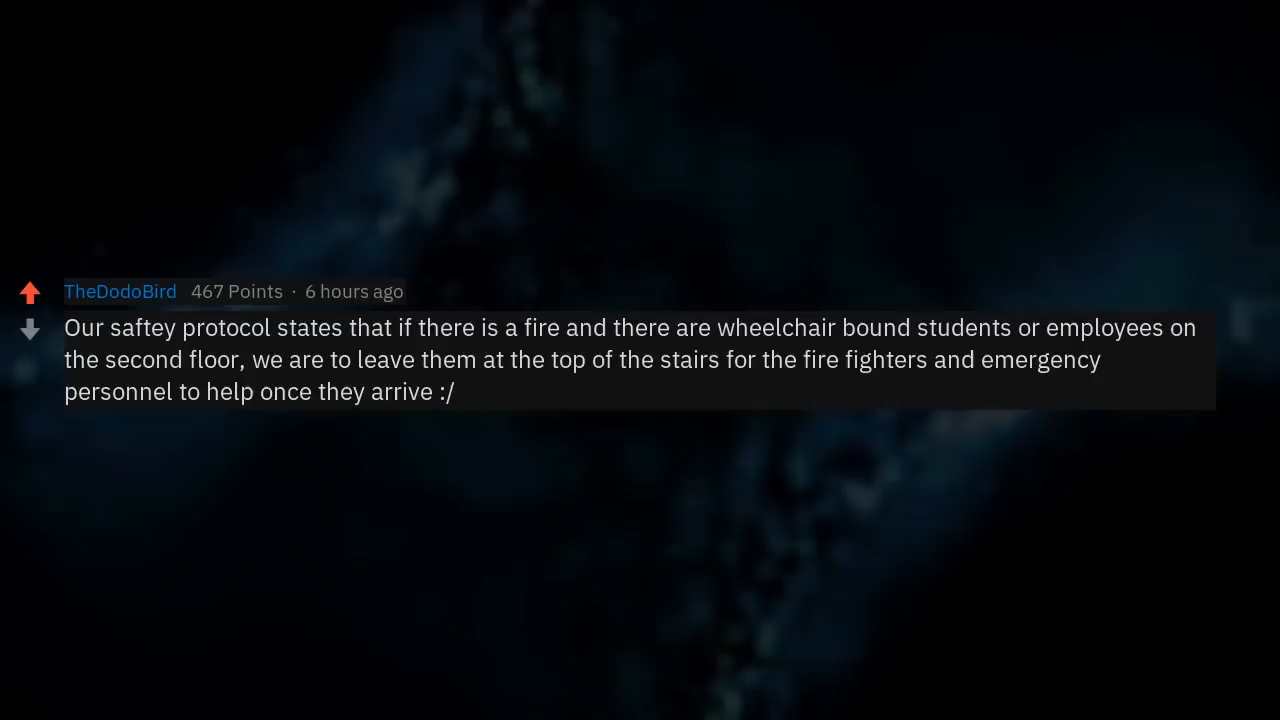 TheDodoBird 467 Points · 6 hours ago
Our saftey protocol states that if there is a fire and there are wheelchair bound students or employees on
the second floor, we are to leave them at the top of the stairs for the fire fighters and emergency
personnel to help once they arrive :/